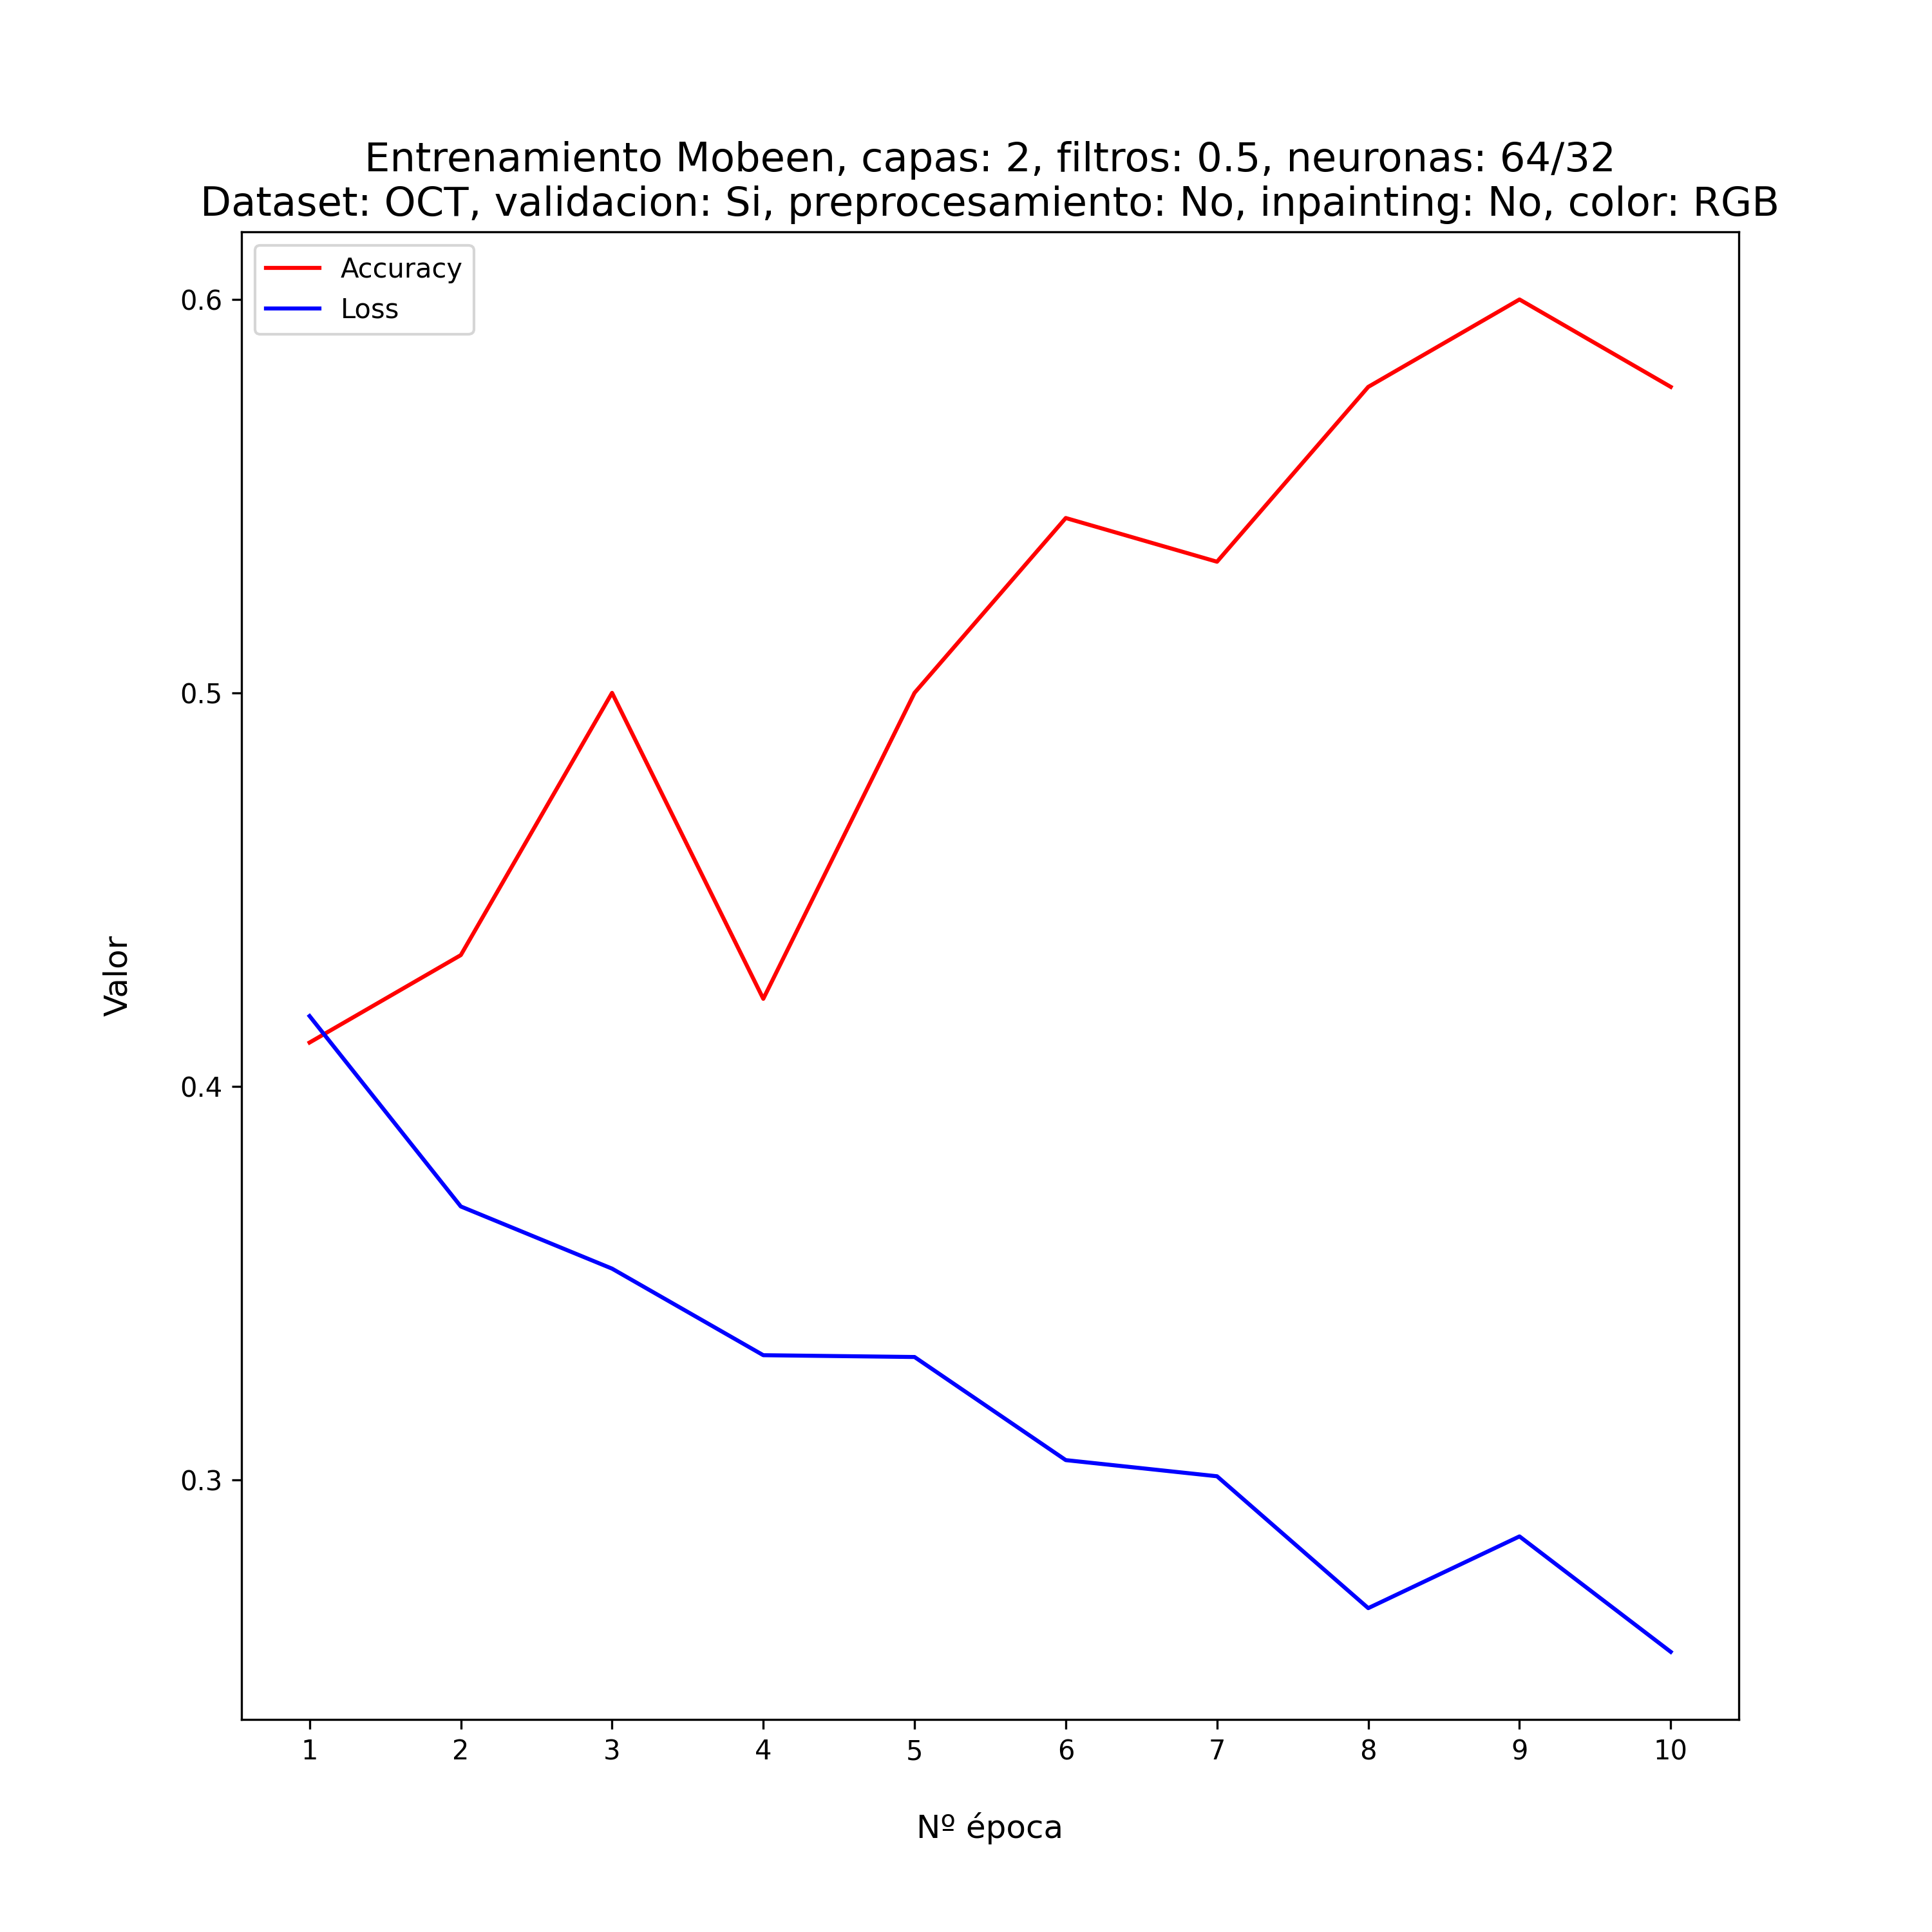 Entrenamiento Mobeen, capas: 2, filtros: 0.5, neuronas: 64/32
Dataset: OCT, validacion: Si, preprocesamiento: No, inpainting: No, color: RGB
Accuracy
Loss
0.6
0.5
0.4
0.3
Valor
1 2 3 4 5 6 7 8 9 10
Nº época